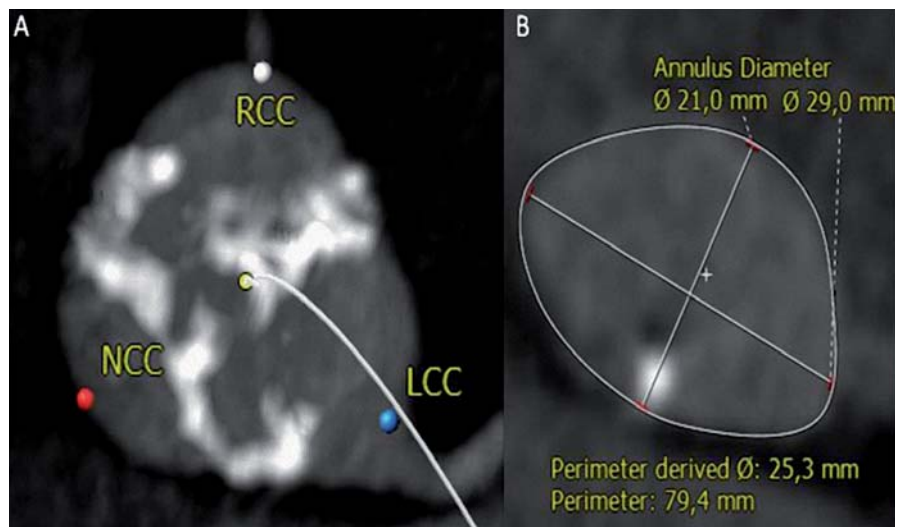 A
RCC
NCC
LCC
B
Annulus Diameter
Ø 21,0 mm Ø 29,0 mm
Perimeter derived Ø: 25,3 mm
Perimeter: 79,4 mm